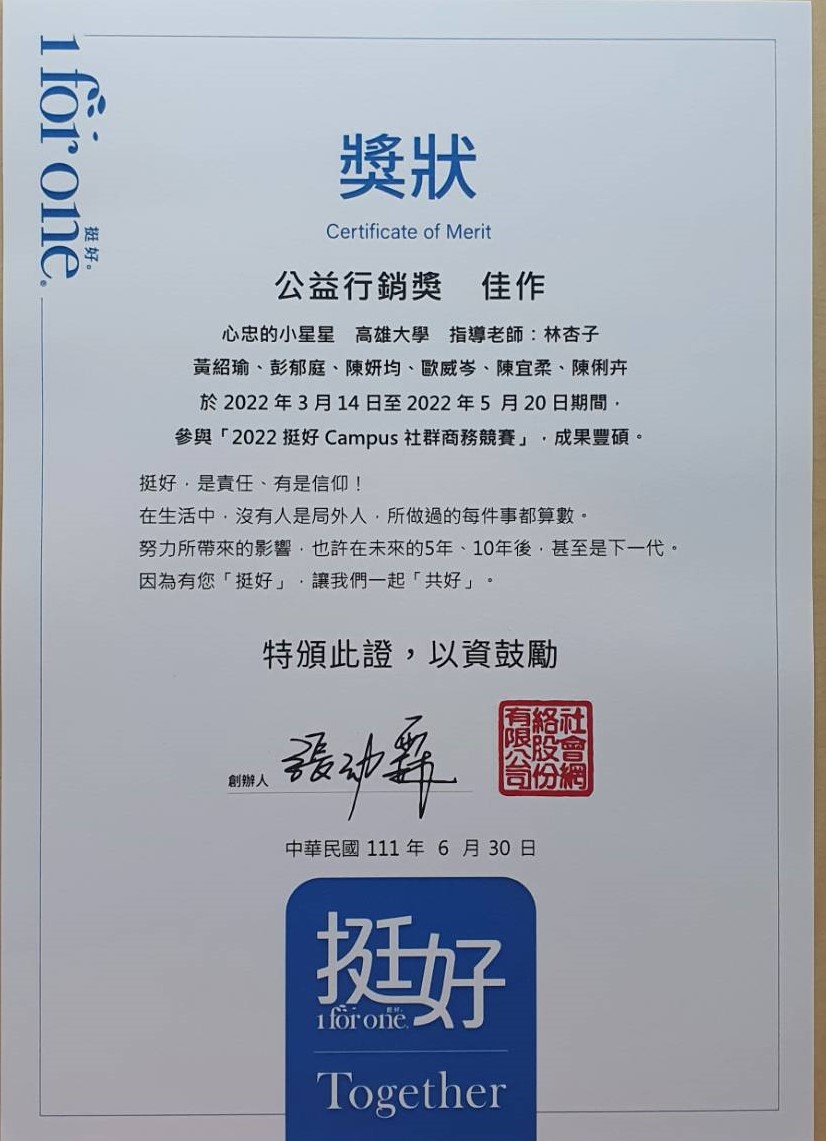 1 for one
挺好。
獎狀
Certificate of Merit
公益行銷獎 佳作
心忠的小星星 高雄大學 指導老師：林杏子
黃紹瑜、彭郁庭、陳妍均、歐威岑、陳宜柔、陳俐卉
於 2022 年 3 月 14 日至 2022 年 5 月 20 日期間，
參與「2022 挺好 Campus 社群商務競賽」，成果豐碩。
挺好，是責任、有是信仰！
在生活中，沒有人是局外人，所做過的每件事都算數。
努力所帶來的影響，也許在未來的5年、10年後，甚至是下一代。
因為有您「挺好」，讓我們一起「共好」。
特頒此證，以資鼓勵
創辦人
社會網絡股份有限公司
中華民國 111 年 6 月 30 日
挺好
1 for one
挺好。
Together